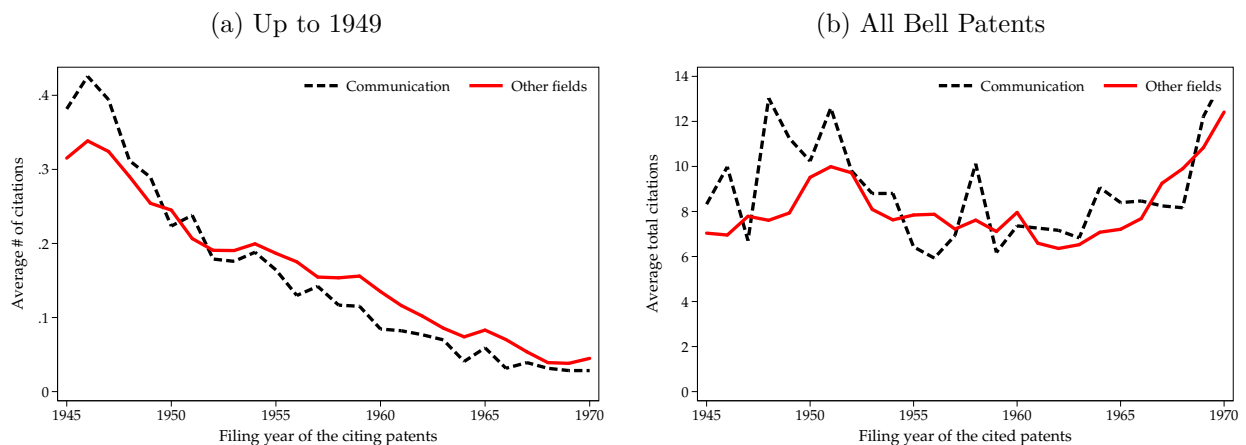 (a) Up to 1949
Communication
Other fields
Average # of citations
.4
.3
.2
.1
0
1945
1950
1955
1960
1965
1970
Filing year of the citing patents
(b) All Bell Patents
Communication
Other fields
Average total citations
14
12
10
8
6
4
2
0
1945
1950
1955
1960
1965
1970
Filing year of the cited patents